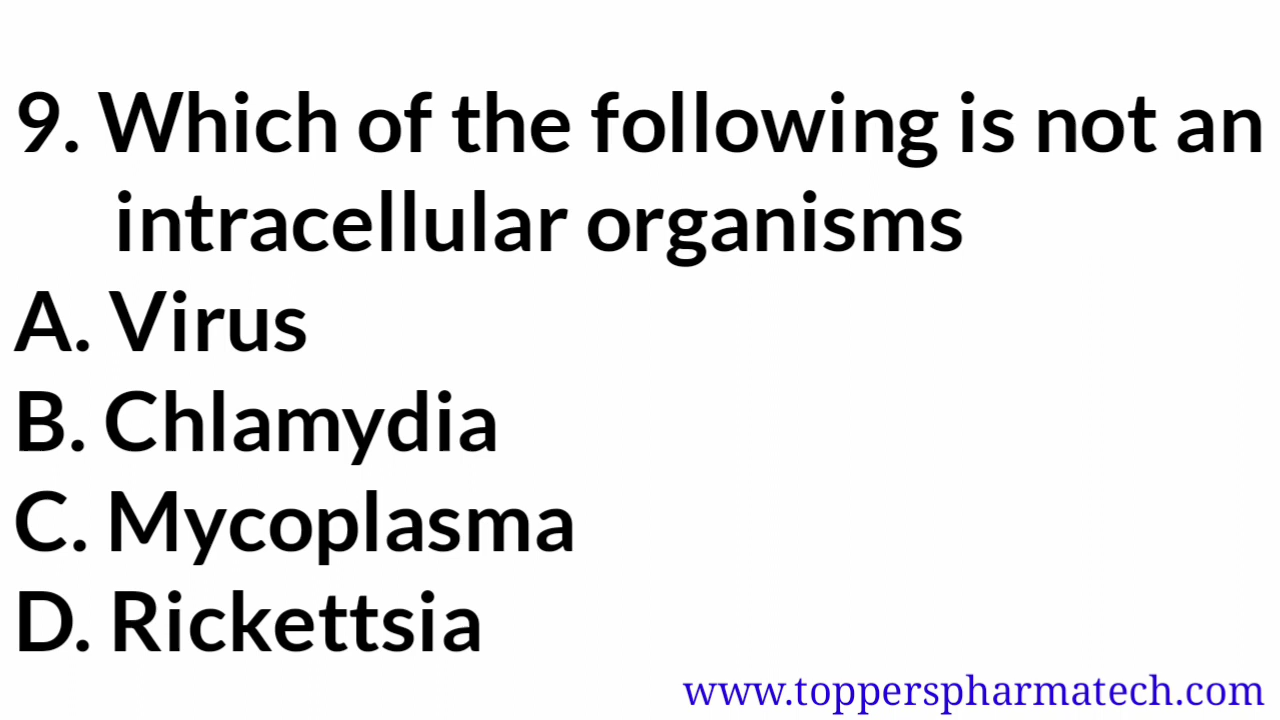 9. Which of the following is not an
intracellular organisms
A. Virus
B. Chlamydia
C. Mycoplasma
D. Rickettsia
www.topperspharmatech.com